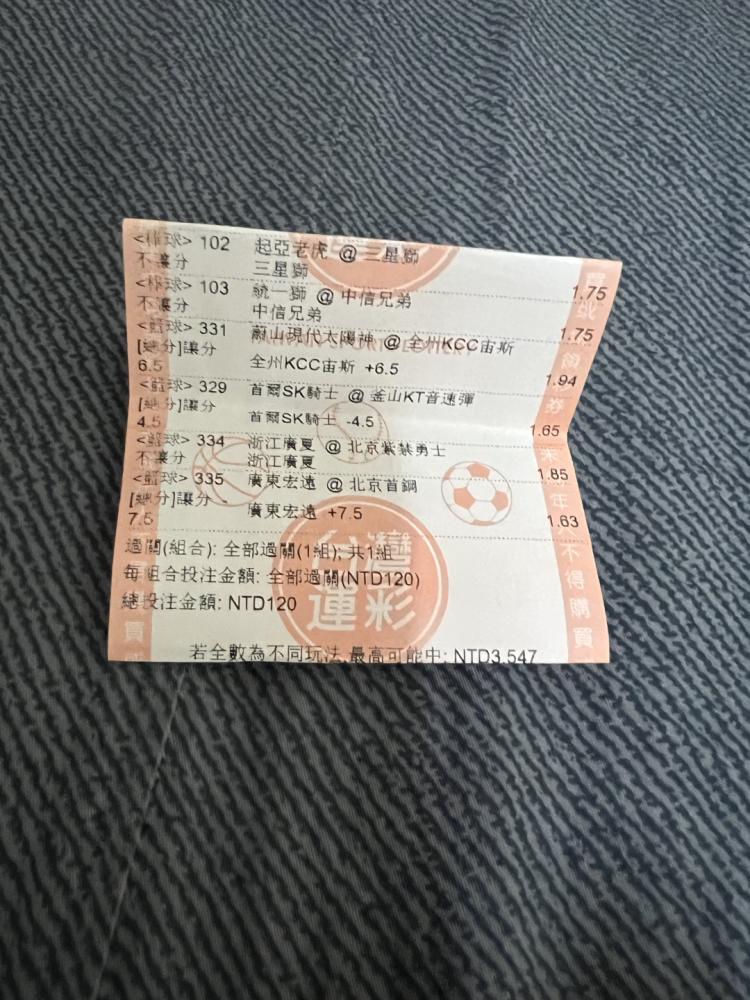 <棒球> 102 起亞老虎 @ 三星獅
不讓分 三星獅 1.75
<棒球> 103 統一獅 @ 中信兄弟
不讓分 中信兄弟 1.75
<籃球> 331 蔚山現代太陽神 @ 全州KCC宙斯
[總分]讓分
6.5 全州KCC宙斯 +6.5 1.94
<籃球> 329 首爾SK騎士 @ 釜山KT音速彈
[總分]讓分
4.5 首爾SK騎士 -4.5 1.65
<籃球> 334 浙江廣夏 @ 北京紫禁勇士
不讓分 浙江廣夏 1.85
<籃球> 335 廣東宏遠 @ 北京首鋼
[總分]讓分
7.5 廣東宏遠 +7.5 1.63
過關(組合): 全部過關(1組); 共1組
每組合投注金額: 全部過關(NTD120)
總投注金額: NTD120
台灣
運彩
若全數為不同玩法,最高可能中: NTD3,547
不得購買